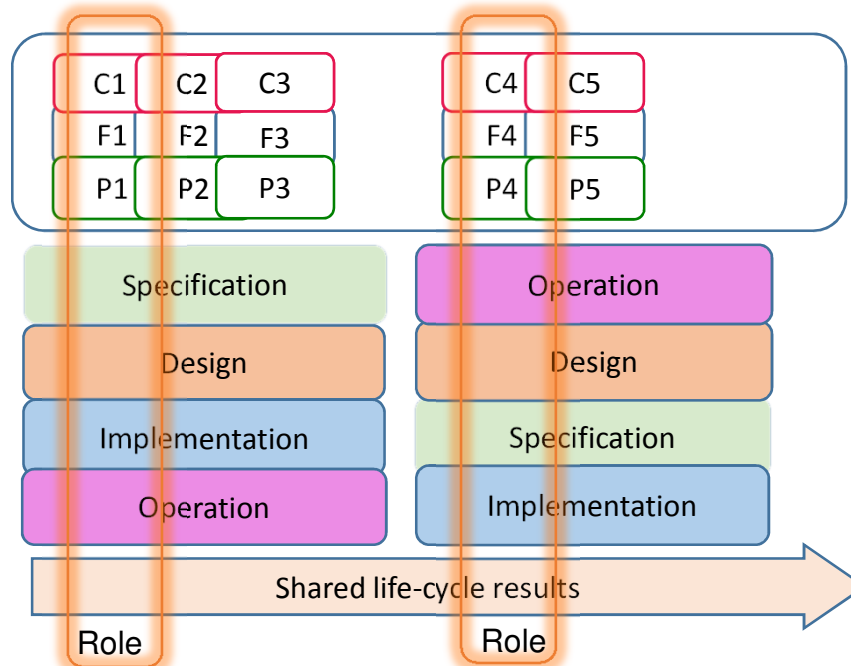 C1 C2 C3 C4 C5
F1 F2 F3 F4 F5
P1 P2 P3 P4 P5
Specification Operation
Design Design
Implementation Specification
Operation Implementation
Shared life-cycle results
Role Role